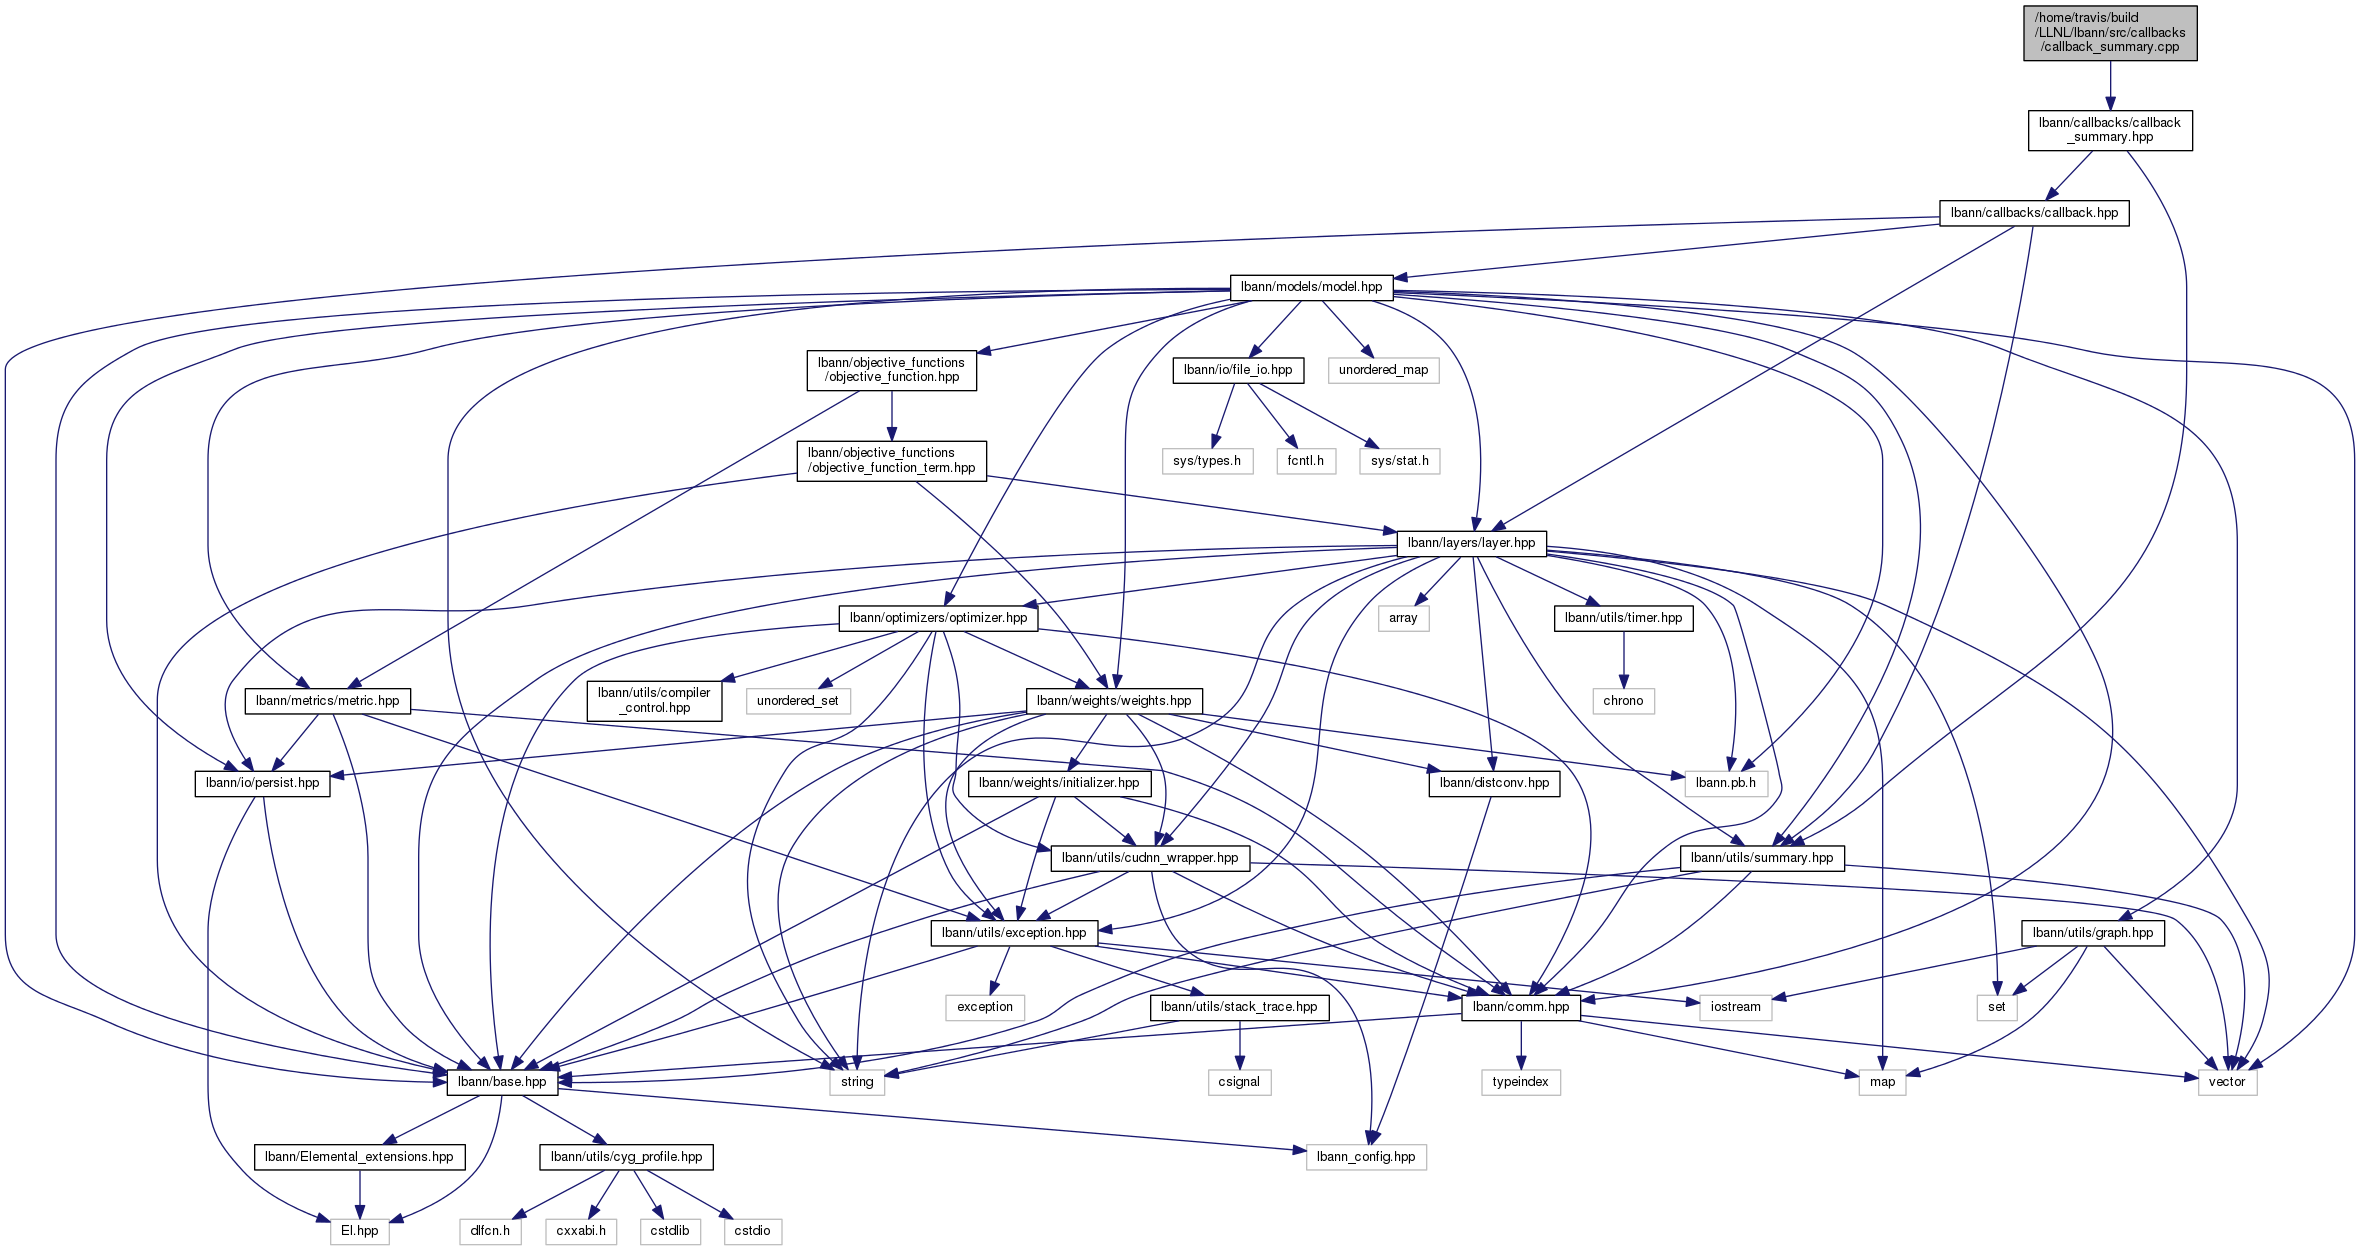 /home/travis/build
/LLNL/lbann/src/callbacks
/callback_summary.cpp
lbann/callbacks/callback
_summary.hpp
lbann/callbacks/callback.hpp
lbann/models/model.hpp
lbann/objective_functions
/objective_function.hpp
lbann/io/file_io.hpp
unordered_map
lbann/objective_functions
/objective_function_term.hpp
sys/types.h
fcntl.h
sys/stat.h
lbann/layers/layer.hpp
lbann/optimizers/optimizer.hpp
array
lbann/utils/timer.hpp
lbann/metrics/metric.hpp
lbann/utils/compiler
_control.hpp
unordered_set
lbann/weights/weights.hpp
chrono
lbann/io/persist.hpp
lbann/weights/initializer.hpp
lbann/distconv.hpp
lbann.pb.h
lbann/utils/cudnn_wrapper.hpp
lbann/utils/summary.hpp
lbann/utils/exception.hpp
lbann/utils/graph.hpp
exception
lbann/utils/stack_trace.hpp
lbann/comm.hpp
iostream
set
lbann/base.hpp
string
csignal
typeindex
map
vector
lbann/Elemental_extensions.hpp
lbann/utils/cyg_profile.hpp
lbann_config.hpp
El.hpp
dlfcn.h
cxxabi.h
cstdlib
cstdio